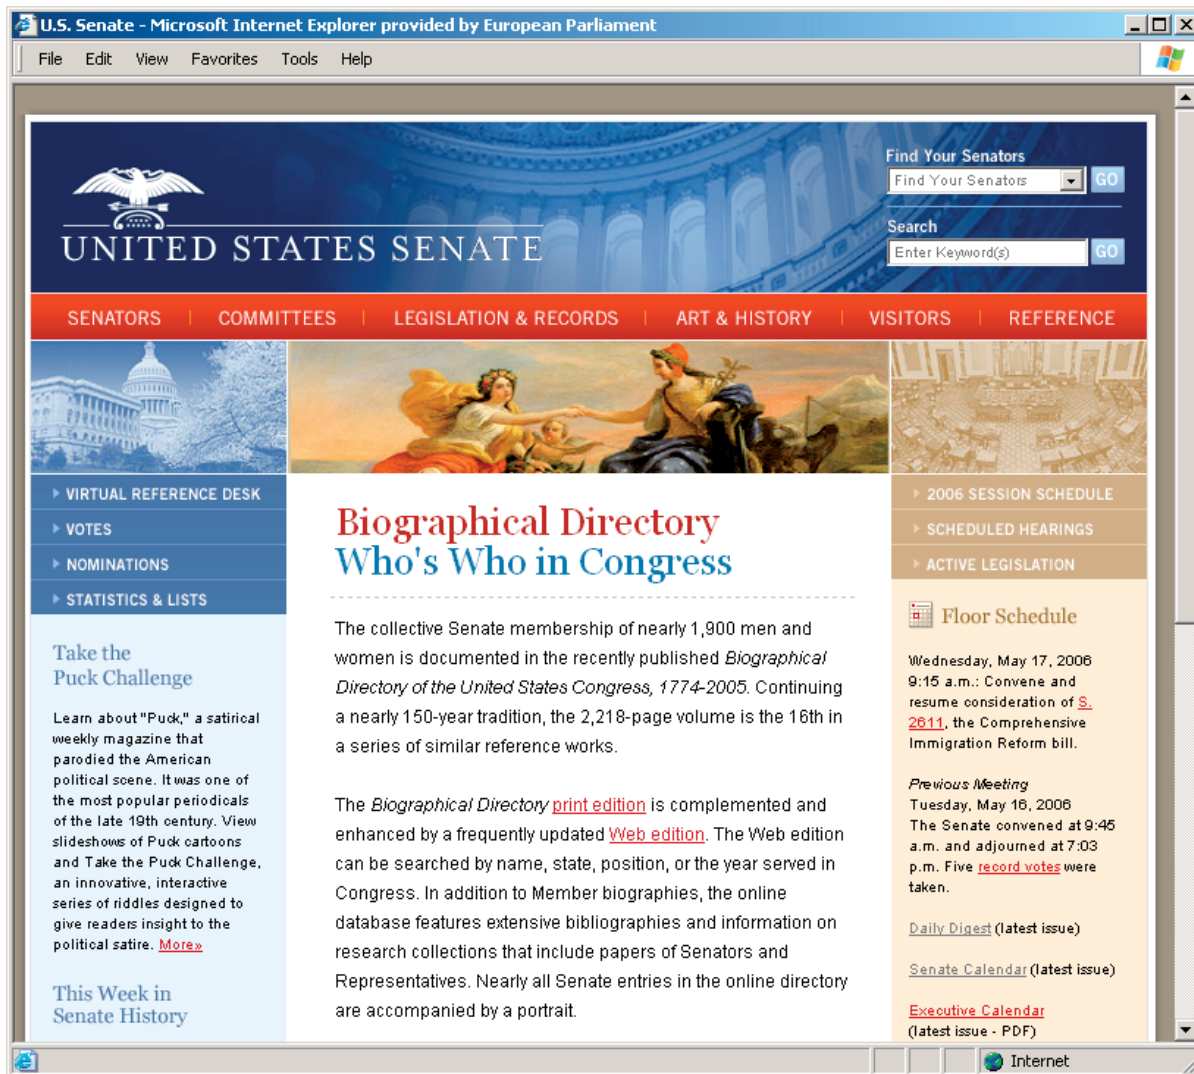 U.S. Senate - Microsoft Internet Explorer provided by European Parliament
File Edit View Favorites Tools Help
Find Your Senators
Find Your Senators GO
Search
Enter Keyword(s) GO
UNITED STATES SENATE
SENATORS | COMMITTEES | LEGISLATION & RECORDS | ART & HISTORY | VISITORS | REFERENCE
VIRTUAL REFERENCE DESK
VOTES
NOMINATIONS
STATISTICS & LISTS
Take the
Puck Challenge
Learn about "Puck," a satirical
weekly magazine that
parodied the American
political scene. It was one of
the most popular periodicals
of the late 19th century. View
slideshows of Puck cartoons
and Take the Puck Challenge,
an innovative, interactive
series of riddles designed to
give readers insight to the
political satire. More»
This Week in
Senate History
Biographical Directory
Who's Who in Congress
The collective Senate membership of nearly 1,900 men and
women is documented in the recently published Biographical
Directory of the United States Congress, 1774-2005. Continuing
a nearly 150-year tradition, the 2,218-page volume is the 16th in
a series of similar reference works.
The Biographical Directory print edition is complemented and
enhanced by a frequently updated Web edition. The Web edition
can be searched by name, state, position, or the year served in
Congress. In addition to Member biographies, the online
database features extensive bibliographies and information on
research collections that include papers of Senators and
Representatives. Nearly all Senate entries in the online directory
are accompanied by a portrait.
2006 SESSION SCHEDULE
SCHEDULED HEARINGS
ACTIVE LEGISLATION
Floor Schedule
Wednesday, May 17, 2006
9:15 a.m.: Convene and
resume consideration of S.
2611, the Comprehensive
Immigration Reform bill.
Previous Meeting
Tuesday, May 16, 2006
The Senate convened at 9:45
a.m. and adjourned at 7:03
p.m. Five record votes were
taken.
Daily Digest (latest issue)
Senate Calendar (latest issue)
Executive Calendar
(latest issue - PDF)
Internet